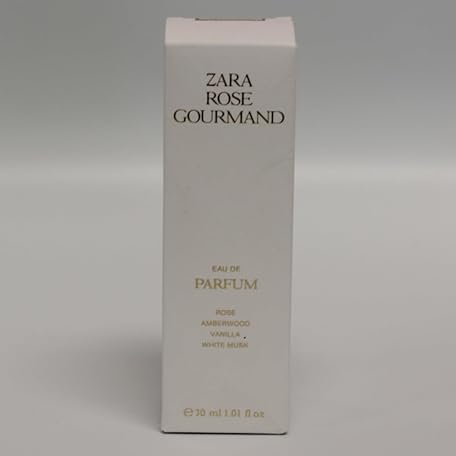 ZARA
ROSE
GOURMAND
EAU DE
PARFUM
ROSE
AMBERWOOD
VANILLA
WHITE MUSK
℮30 ml 1.01 fl oz